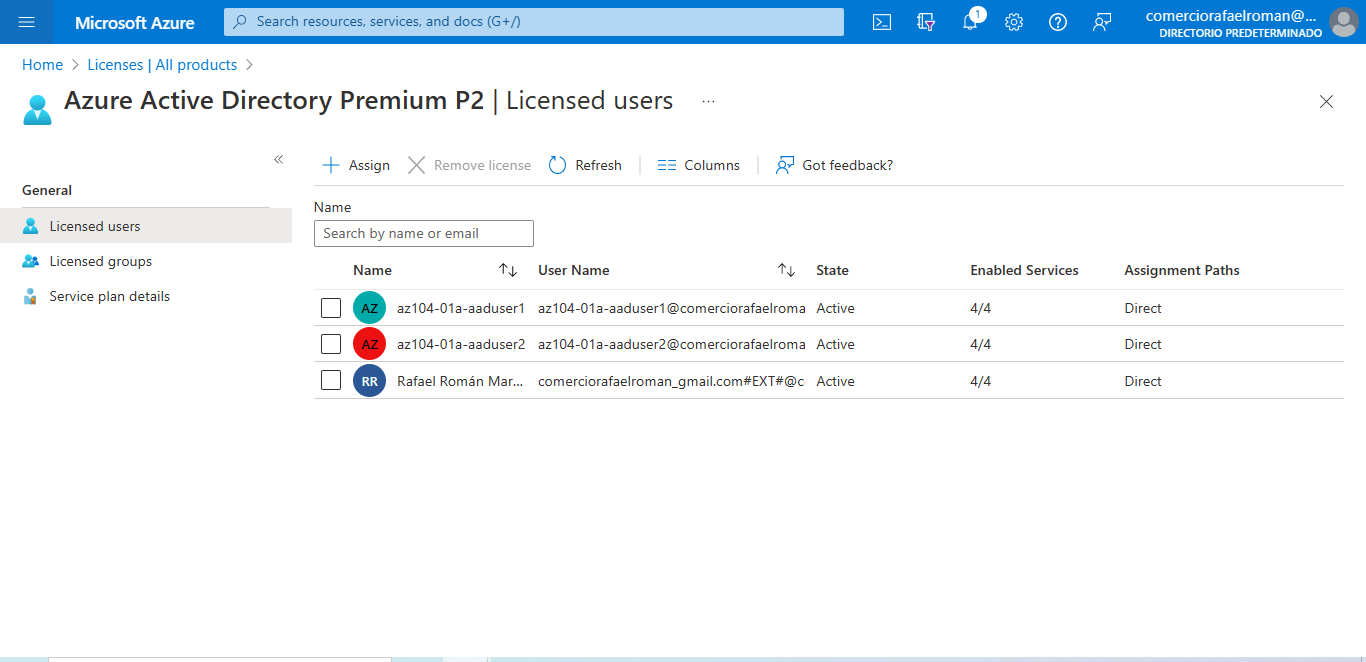 Microsoft Azure
Search resources, services, and docs (G+/)
1
comerciorafaelroman@...
DIRECTORIO PREDETERMINADO
Home > Licenses | All products >
Azure Active Directory Premium P2 | Licensed users ...
«
Assign
Remove license
Refresh
Columns
Got feedback?
General
Licensed users
Licensed groups
Service plan details
Name
Search by name or email
Name User Name State Enabled Services Assignment Paths
AZ az104-01a-aaduser1 az104-01a-aaduser1@comerciorafaelroma Active 4/4 Direct
AZ az104-01a-aaduser2 az104-01a-aaduser2@comerciorafaelroma Active 4/4 Direct
RR Rafael Román Mar... comerciorafaelroman_gmail.com#EXT#@c Active 4/4 Direct